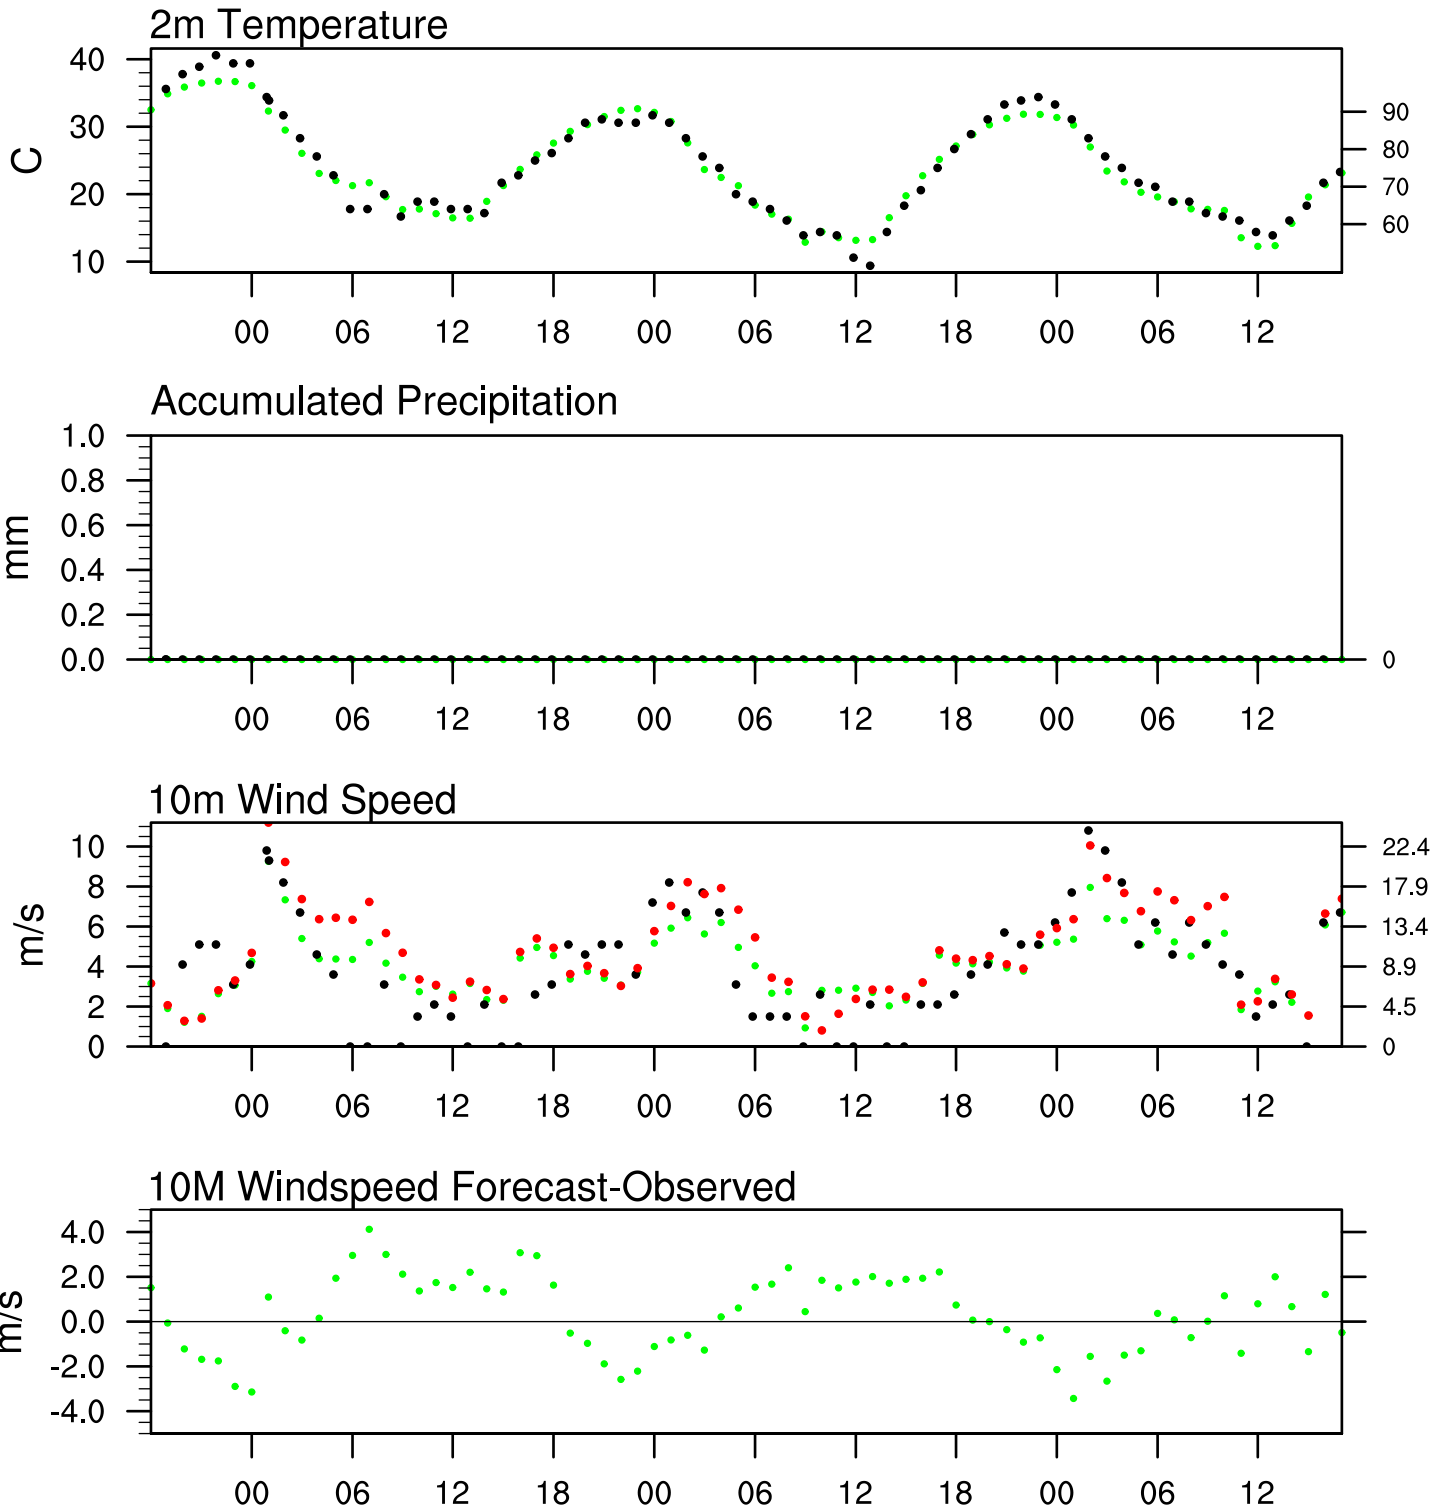 2m Temperature
40
30
20
10
C
90
80
70
60
00 06 12 18 00 06 12 18 00 06 12
Accumulated Precipitation
1.0
0.8
0.6
0.4
0.2
0.0
mm
0
00 06 12 18 00 06 12 18 00 06 12
10m Wind Speed
10
8
6
4
2
0
m/s
22.4
17.9
13.4
8.9
4.5
0
00 06 12 18 00 06 12 18 00 06 12
10M Windspeed Forecast-Observed
4.0
2.0
0.0
-2.0
-4.0
m/s
00 06 12 18 00 06 12 18 00 06 12